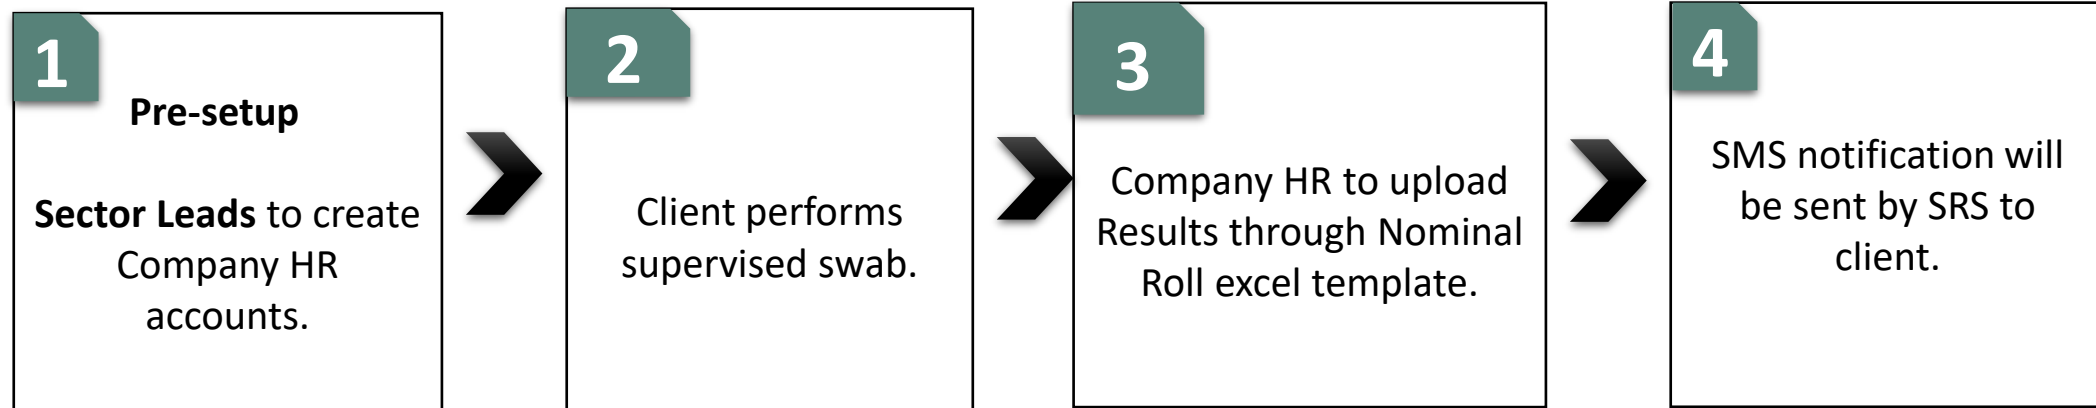 1
Pre-setup
Sector Leads to create
Company HR
accounts.
2
Client performs
supervised swab.
3
Company HR to upload
Results through Nominal
Roll excel template.
4
SMS notification will
be sent by SRS to
client.